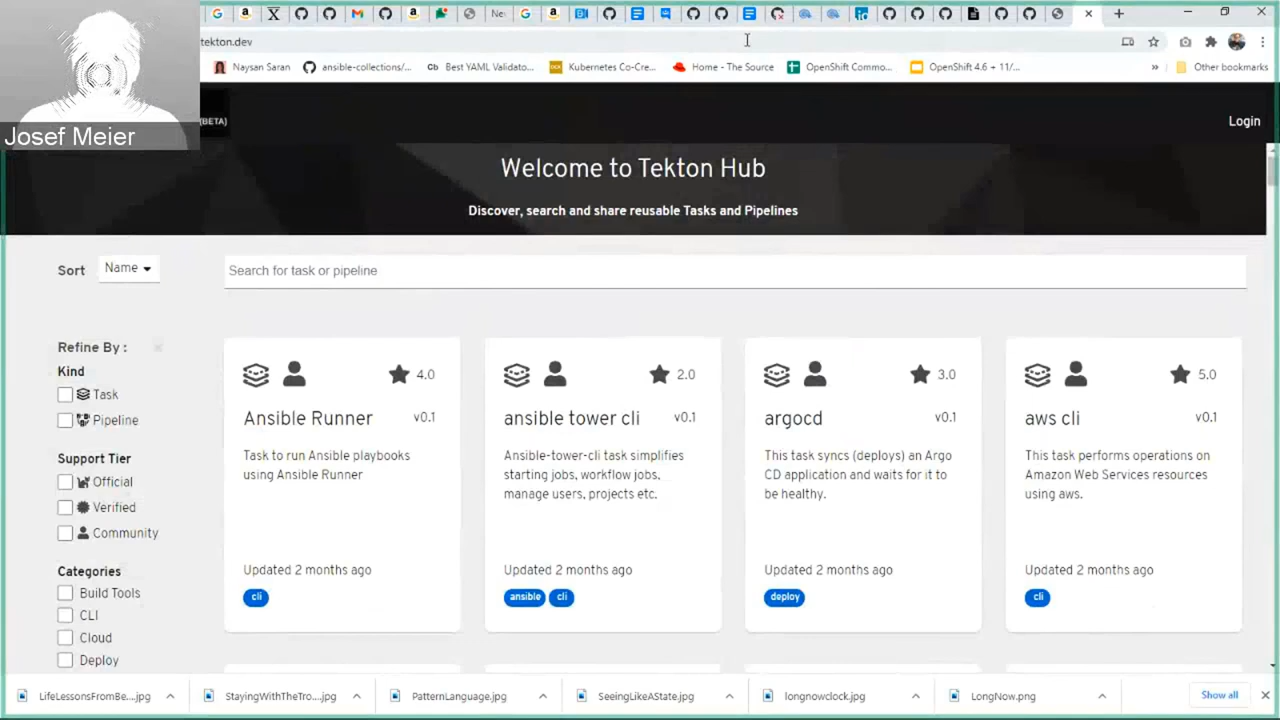 Ne
tekton.dev
Naysan Saran
ansible-collections/...
Cb
Best YAML Validato...
Kubernetes Co-Cre...
Home - The Source
OpenShift Commo...
OpenShift 4.6 + 11/...
»
Other bookmarks
Josef Meier
(BETA)
Login
Welcome to Tekton Hub
Discover, search and share reusable Tasks and Pipelines
Sort
Name
Search for task or pipeline
Refine By :
Kind
Task
Pipeline
Support Tier
Official
Verified
Community
Categories
Build Tools
CLI
Cloud
Deploy
4.0
Ansible Runner
v0.1
Task to run Ansible playbooks
using Ansible Runner
Updated 2 months ago
cli
2.0
ansible tower cli
v0.1
Ansible-tower-cli task simplifies
starting jobs, workflow jobs,
manage users, projects etc.
Updated 2 months ago
ansible cli
3.0
argocd
v0.1
This task syncs (deploys) an Argo
CD application and waits for it to
be healthy.
Updated 2 months ago
deploy
5.0
aws cli
v0.1
This task performs operations on
Amazon Web Services resources
using aws.
Updated 2 months ago
cli
LifeLessonsFromBe....jpg
StayingWithTheTro....jpg
PatternLanguage.jpg
SeeingLikeAState.jpg
longnowclock.jpg
LongNow.png
Show all